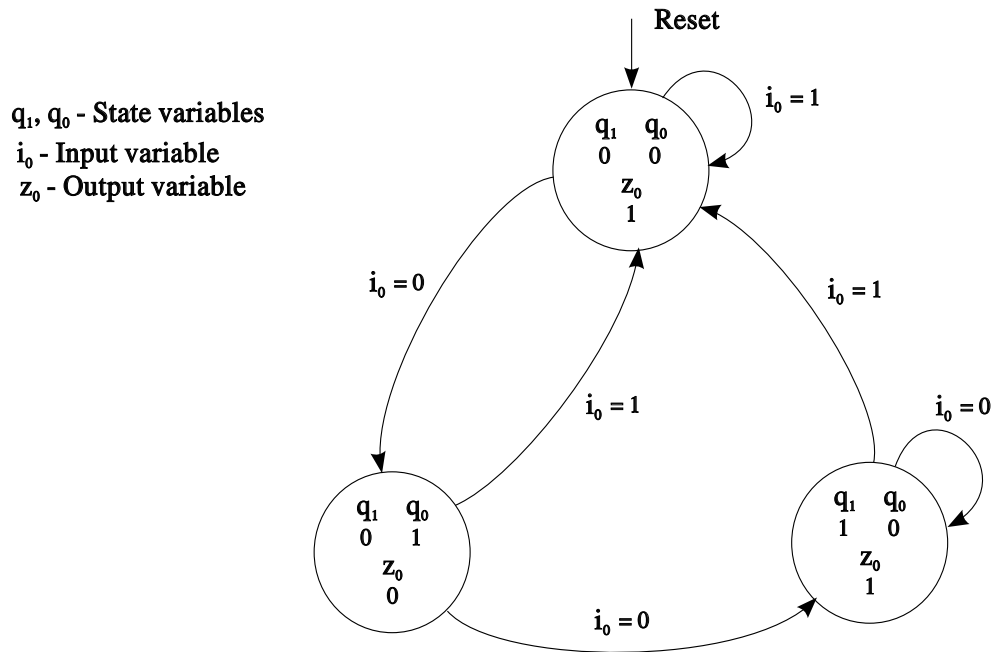 Reset
q₁, q₀ - State variables
i₀ - Input variable
z₀ - Output variable
i₀ = 1
q₁ q₀
0 0
z₀
1
i₀ = 0
i₀ = 1
i₀ = 1
i₀ = 0
q₁ q₀
0 1
z₀
0
q₁ q₀
1 0
z₀
1
i₀ = 0